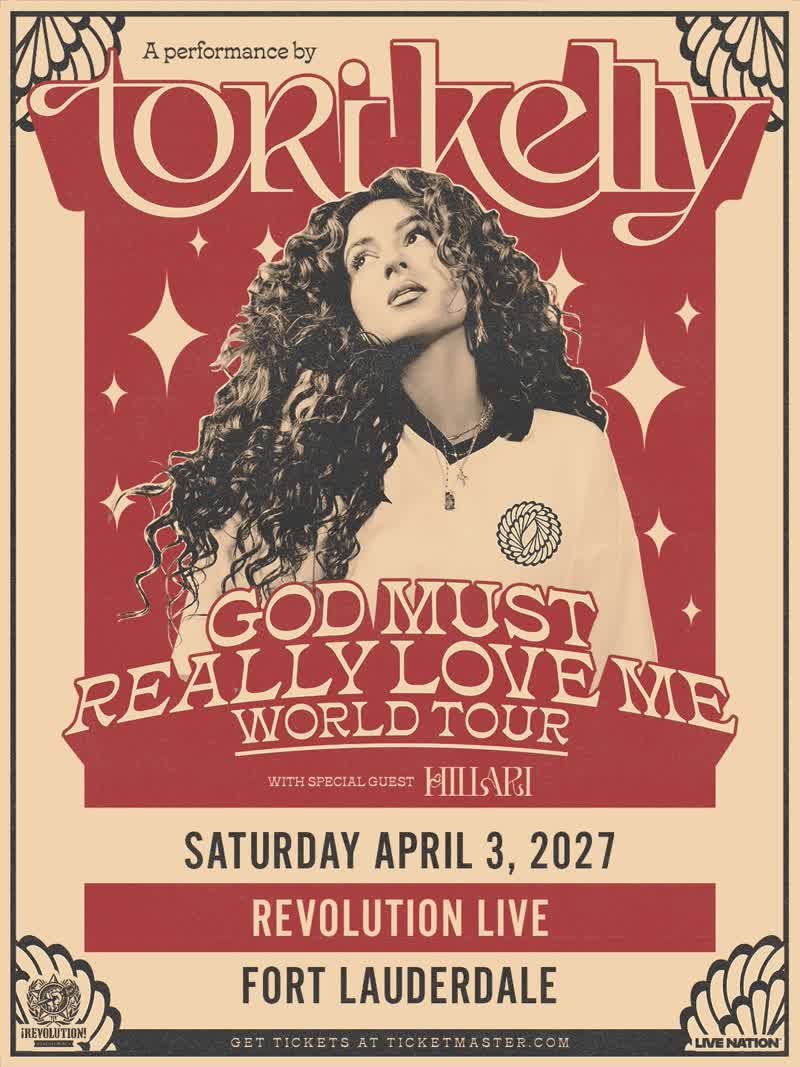 A performance by
tori kelly
GOD MUST
REALLY LOVE ME
WORLD TOUR
WITH SPECIAL GUEST HILLARI
SATURDAY APRIL 3, 2027
REVOLUTION LIVE
FORT LAUDERDALE
¡REVOLUTION!
GET TICKETS AT TICKETMASTER.COM
LIVE NATION